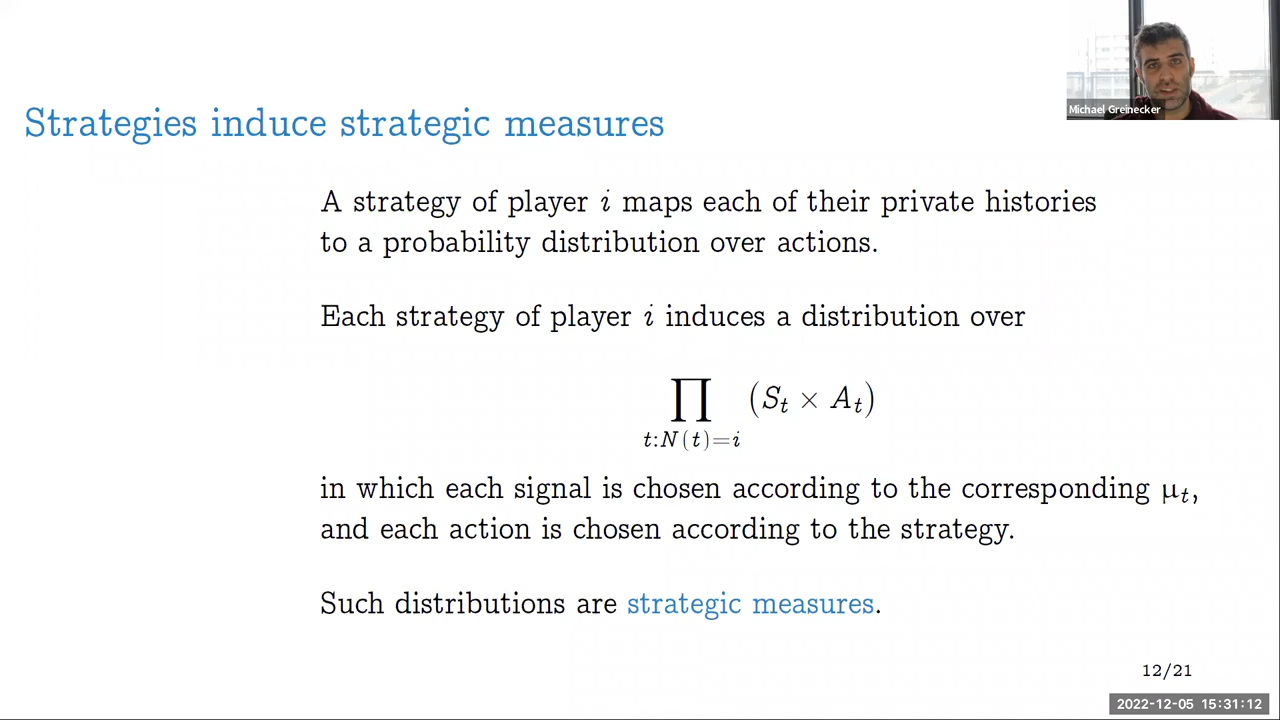 Michael Greinecker
Strategies induce strategic measures
A strategy of player i maps each of their private histories
to a probability distribution over actions.
Each strategy of player i induces a distribution over
∏ (S_t × A_t)
t:N(t)=i
in which each signal is chosen according to the corresponding μ_t,
and each action is chosen according to the strategy.
Such distributions are strategic measures.
12/21
2022-12-05 15:31:12